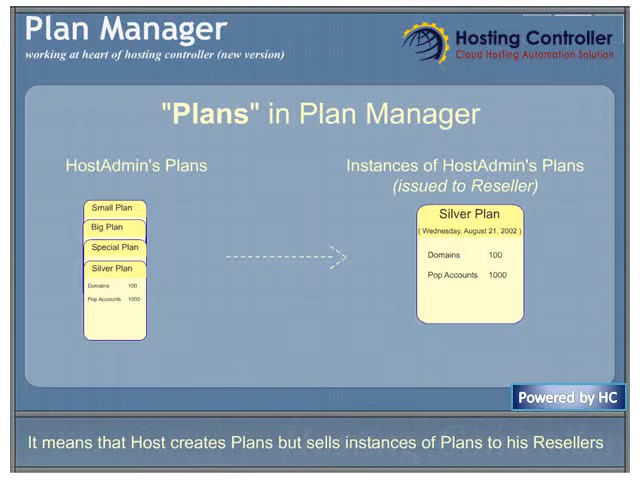 Plan Manager
working at heart of hosting controller (new version)
Hosting Controller
Cloud Hosting Automation Solution
"Plans" in Plan Manager
HostAdmin's Plans
Small Plan
Big Plan
Special Plan
Silver Plan
Domains 100
Pop Accounts 1000
Instances of HostAdmin's Plans
(issued to Reseller)
Silver Plan
( Wednesday, August 21, 2002 )
Domains 100
Pop Accounts 1000
Powered by HC
It means that Host creates Plans but sells instances of Plans to his Resellers